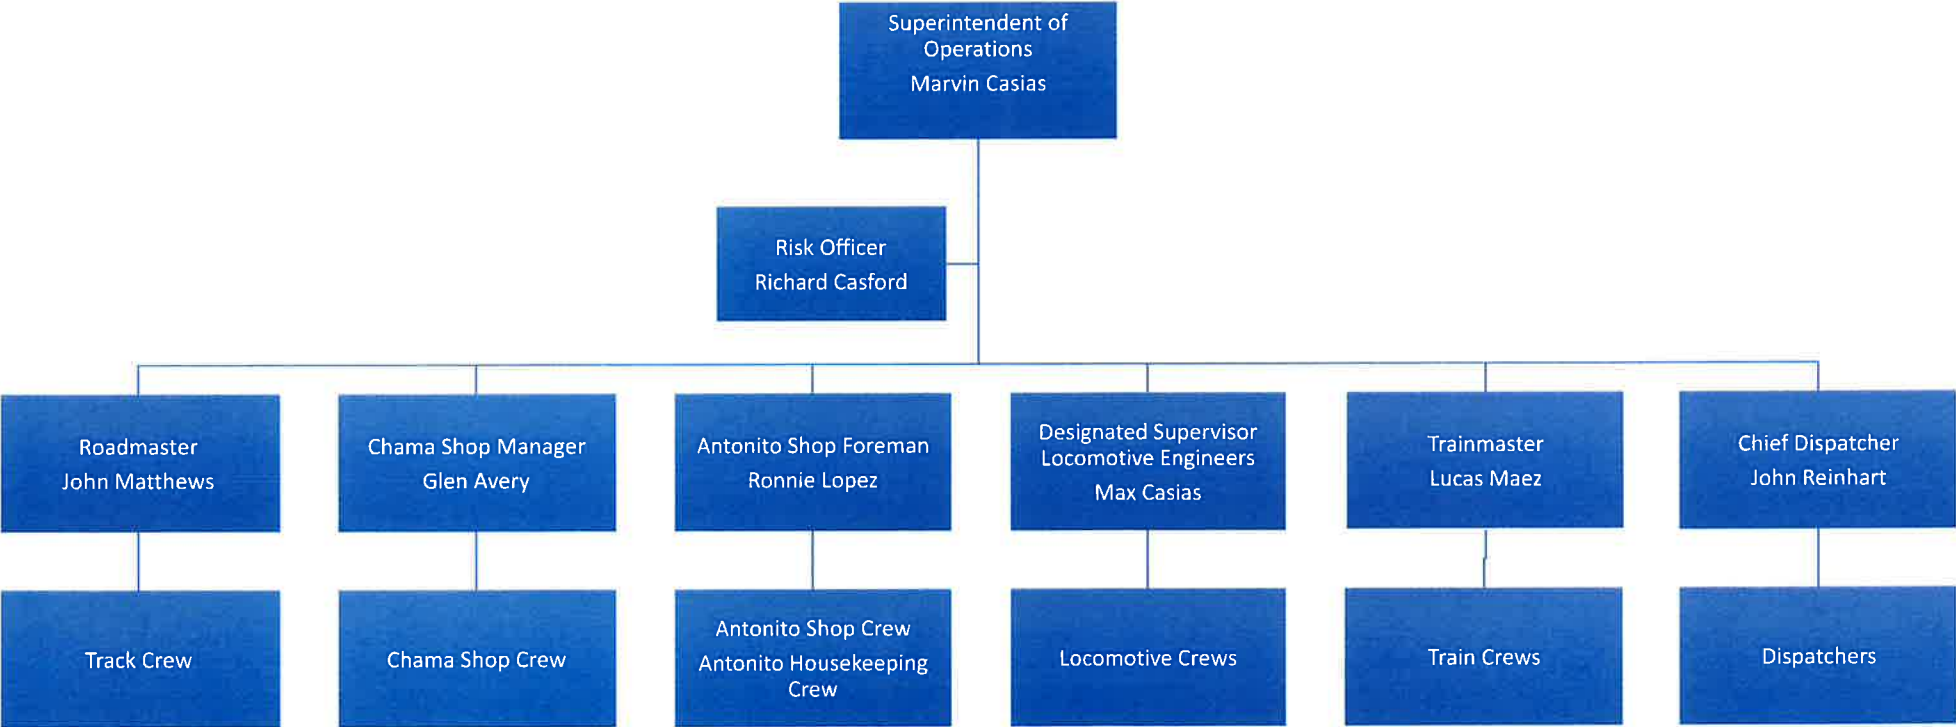 Superintendent of
Operations
Marvin Casias
Risk Officer
Richard Casford
Roadmaster
John Matthews
Chama Shop Manager
Glen Avery
Antonito Shop Foreman
Ronnie Lopez
Designated Supervisor
Locomotive Engineers
Max Casias
Trainmaster
Lucas Maez
Chief Dispatcher
John Reinhart
Track Crew
Chama Shop Crew
Antonito Shop Crew
Antonito Housekeeping
Crew
Locomotive Crews
Train Crews
Dispatchers